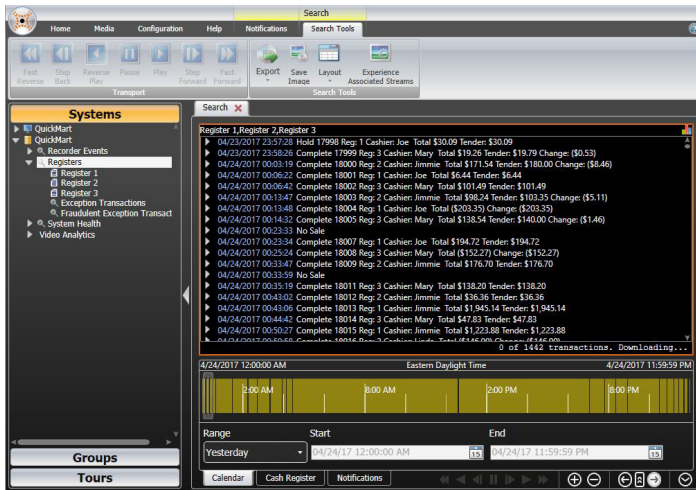 Search
Home Media Configuration Help Notifications Search Tools
Fast Reverse Step Back Reverse Play Pause Play Step Forward Fast Forward Export Save Image Layout Experience Associated Streams
Transport Search Tools
Systems
QuickMart
QuickMart
Recorder Events
Registers
Register 1
Register 2
Register 3
Exception Transactions
Fraudulent Exception Transact
System Health
Video Analytics
Groups
Tours
Search
Register 1,Register 2,Register 3
04/23/2017 23:57:28 Hold 17998 Reg: 1 Cashier: Joe Total $30.09 Tender: $30.09
04/23/2017 23:58:26 Complete 17999 Reg: 3 Cashier: Mary Total $19.26 Tender: $19.79 Change: ($0.53)
04/24/2017 00:03:19 Complete 18000 Reg: 2 Cashier: Jimmie Total $171.54 Tender: $180.00 Change: ($8.46)
04/24/2017 00:06:22 Complete 18001 Reg: 1 Cashier: Joe Total $6.44 Tender: $6.44
04/24/2017 00:06:42 Complete 18002 Reg: 3 Cashier: Mary Total $101.49 Tender: $101.49
04/24/2017 00:13:47 Complete 18003 Reg: 2 Cashier: Jimmie Total $98.24 Tender: $103.35 Change: ($5.11)
04/24/2017 00:13:48 Complete 18004 Reg: 1 Cashier: Joe Total ($203.35) Change: ($203.35)
04/24/2017 00:14:32 Complete 18005 Reg: 3 Cashier: Mary Total $138.54 Tender: $140.00 Change: ($1.46)
04/24/2017 00:23:33 No Sale
04/24/2017 00:23:34 Complete 18007 Reg: 1 Cashier: Joe Total $194.72 Tender: $194.72
04/24/2017 00:25:24 Complete 18008 Reg: 3 Cashier: Mary Total ($152.27) Change: ($152.27)
04/24/2017 00:33:47 Complete 18009 Reg: 2 Cashier: Jimmie Total $176.70 Tender: $176.70
04/24/2017 00:33:59 No Sale
04/24/2017 00:35:19 Complete 18011 Reg: 3 Cashier: Mary Total $138.20 Tender: $138.20
04/24/2017 00:43:02 Complete 18012 Reg: 2 Cashier: Jimmie Total $36.36 Tender: $36.36
04/24/2017 00:43:06 Complete 18013 Reg: 1 Cashier: Jimmie Total $1,945.14 Tender: $1,945.14
04/24/2017 00:44:42 Complete 18014 Reg: 3 Cashier: Mary Total $47.83 Tender: $47.83
04/24/2017 00:50:27 Complete 18015 Reg: 1 Cashier: Jimmie Total $1,223.88 Tender: $1,223.88
0 of 1442 transactions. Downloading...
4/24/2017 12:00:00 AM Eastern Daylight Time 4/24/2017 11:59:59 PM
2:00 AM 8:00 AM 2:00 PM 8:00 PM
Range Start End
Yesterday 04/24/17 12:00:00 AM 15 04/24/17 11:59:59 PM 15
Calendar Cash Register Notifications